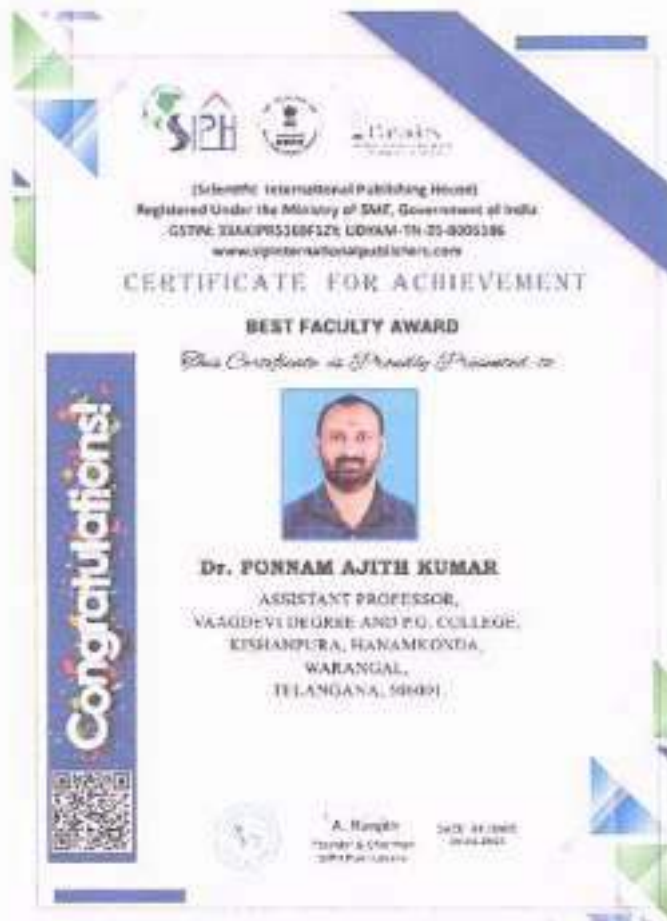 SIPH
(Scientific International Publishing House)
Registered Under the Ministry of SME, Government of India
www.sipinternationalpublishers.com
CERTIFICATE FOR ACHIEVEMENT
BEST FACULTY AWARD
This Certificate is Proudly Presented to
Dr. PONNAM AJITH KUMAR
ASSISTANT PROFESSOR,
VAAGDEVI DEGREE AND P.G. COLLEGE,
KISHANPURA, HANAMKONDA,
WARANGAL,
TELANGANA, 506001
Congratulations!
Founder & Chairman